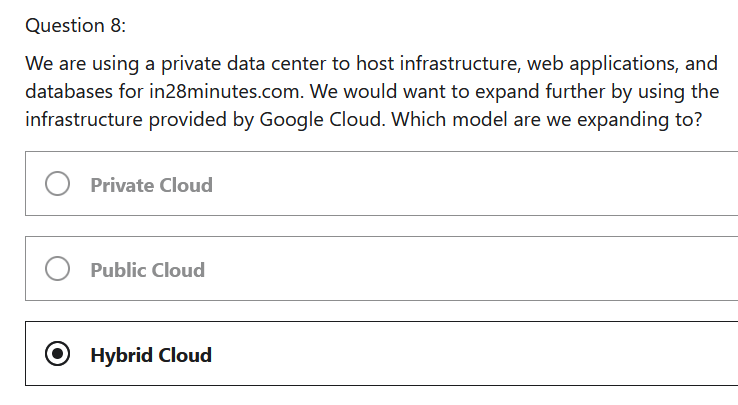 Question 8:
We are using a private data center to host infrastructure, web applications, and
databases for in28minutes.com. We would want to expand further by using the
infrastructure provided by Google Cloud. Which model are we expanding to?
Private Cloud
Public Cloud
Hybrid Cloud